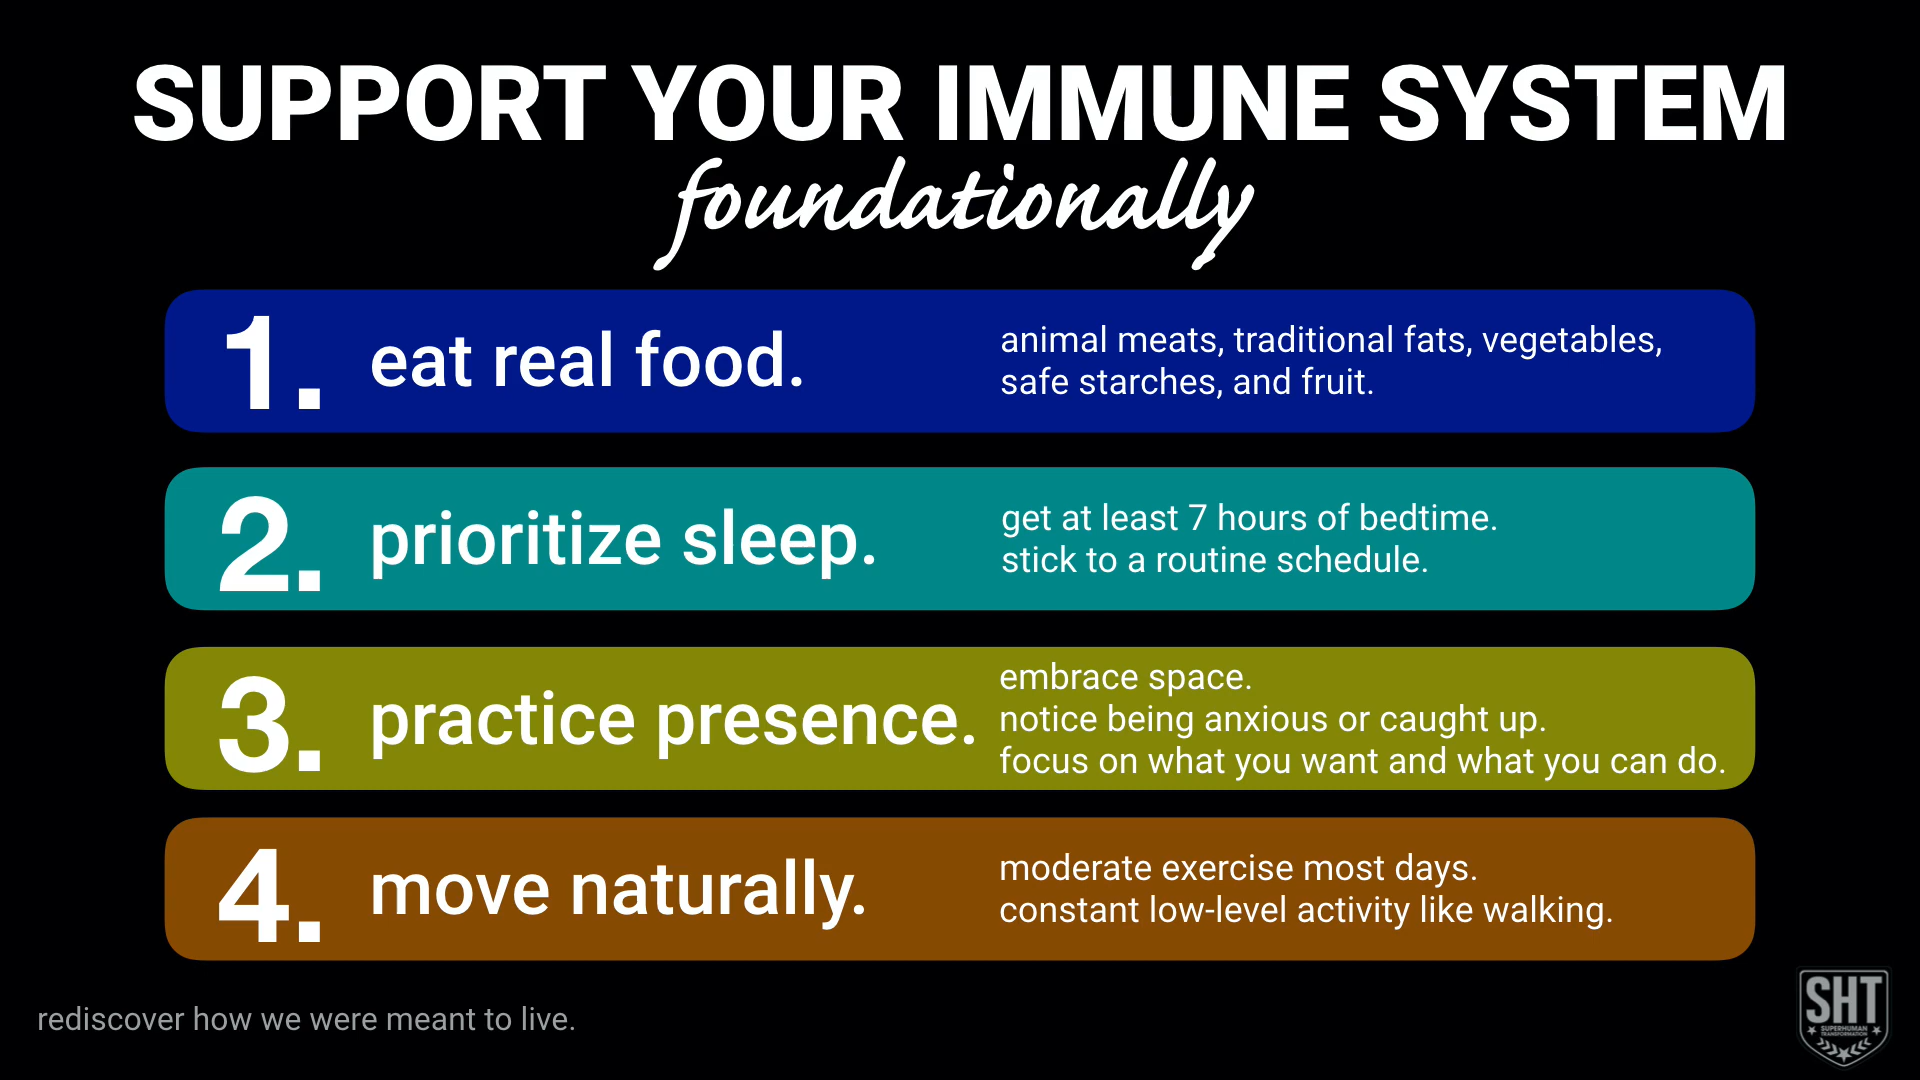 SUPPORT YOUR IMMUNE SYSTEM
foundationally
1. eat real food.
animal meats, traditional fats, vegetables,
safe starches, and fruit.
2. prioritize sleep.
get at least 7 hours of bedtime.
stick to a routine schedule.
3. practice presence.
embrace space.
notice being anxious or caught up.
focus on what you want and what you can do.
4. move naturally.
moderate exercise most days.
constant low-level activity like walking.
rediscover how we were meant to live.
SHT
SUPERHUMAN
TRANSFORMATION